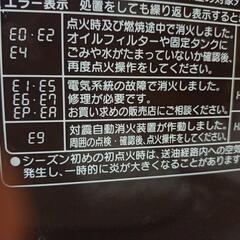 エラー表示 処置をしても繰り返し表示すると
E0・E2
E4
点火時及び燃焼途中で消火しました。
オイルフィルターや固定タンクに
ごみや水がたまっていないか確認後、
再度点火操作をしてください。
E1・E5
E6・E7
EP・EA
電気系統の故障で消火しました。
修理が必要です。
お買い求めの販売店にご相談ください
E9
対震自動消火装置が作動しました。
周囲の点検・確認後、点火操作をしてください。
●シーズン初めの初点火時は、送油経路内への空気
発生し、一時的に炎が大きくなることがあります